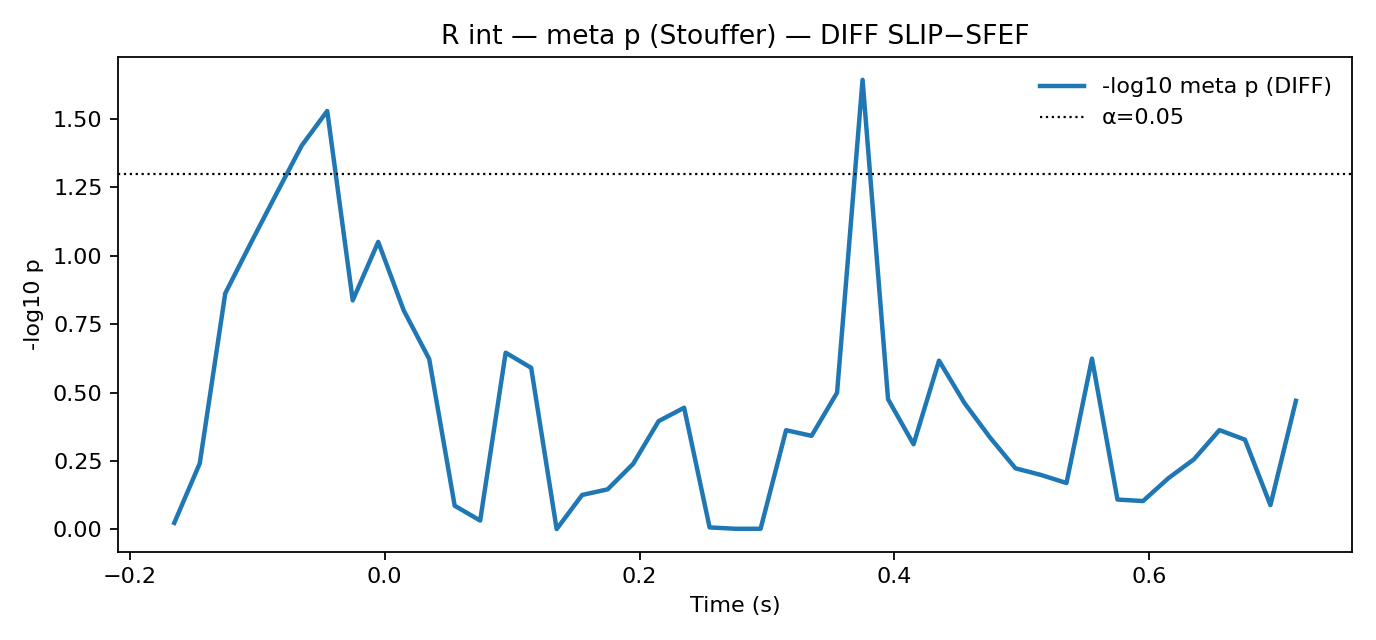 R int — meta p (Stouffer) — DIFF SLIP−SFEF
-log10 meta p (DIFF)
α=0.05
-log10 p
1.50
1.25
1.00
0.75
0.50
0.25
0.00
−0.2
0.0
0.2
0.4
0.6
Time (s)